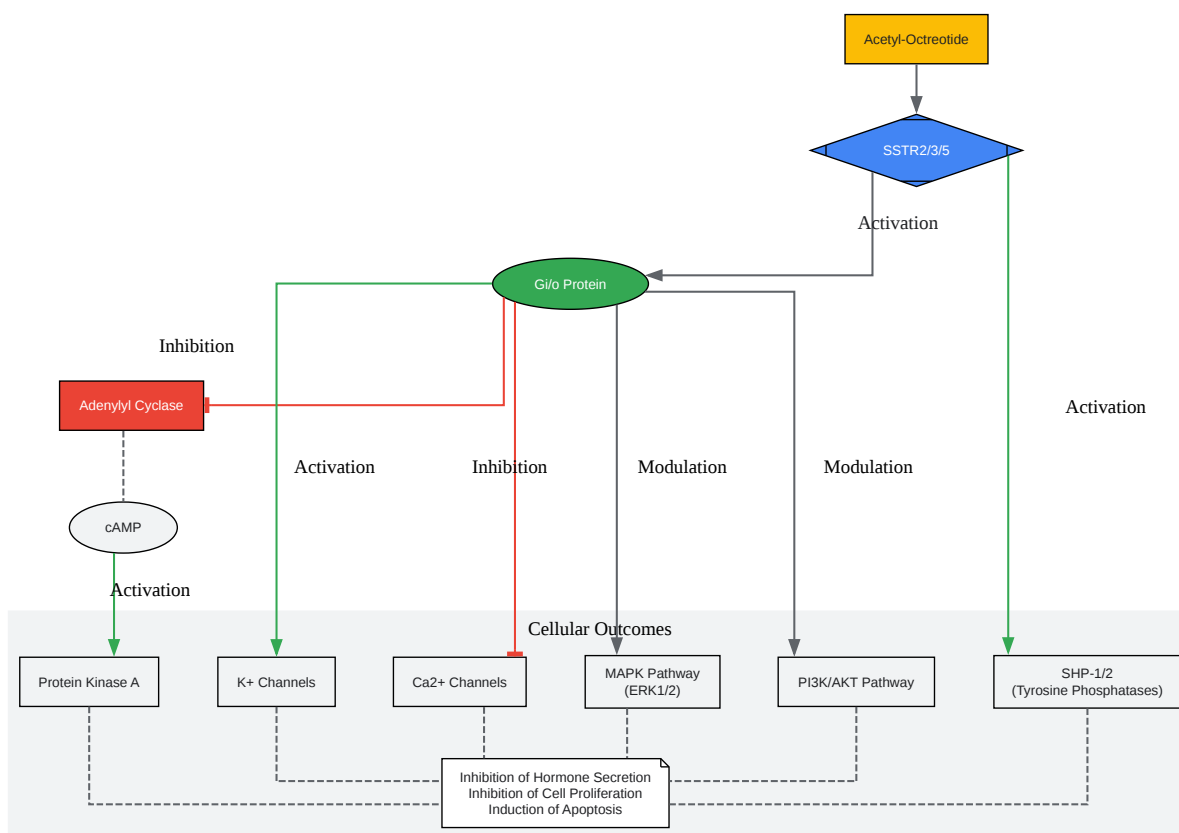 Acetyl-Octreotide
SSTR2/3/5
Activation
Gi/o Protein
Inhibition
Adenylyl Cyclase
Activation
Activation
Inhibition
Modulation
Modulation
cAMP
Activation
Cellular Outcomes
Protein Kinase A
K+ Channels
Ca2+ Channels
MAPK Pathway
(ERK1/2)
PI3K/AKT Pathway
SHP-1/2
(Tyrosine Phosphatases)
Inhibition of Hormone Secretion
Inhibition of Cell Proliferation
Induction of Apoptosis